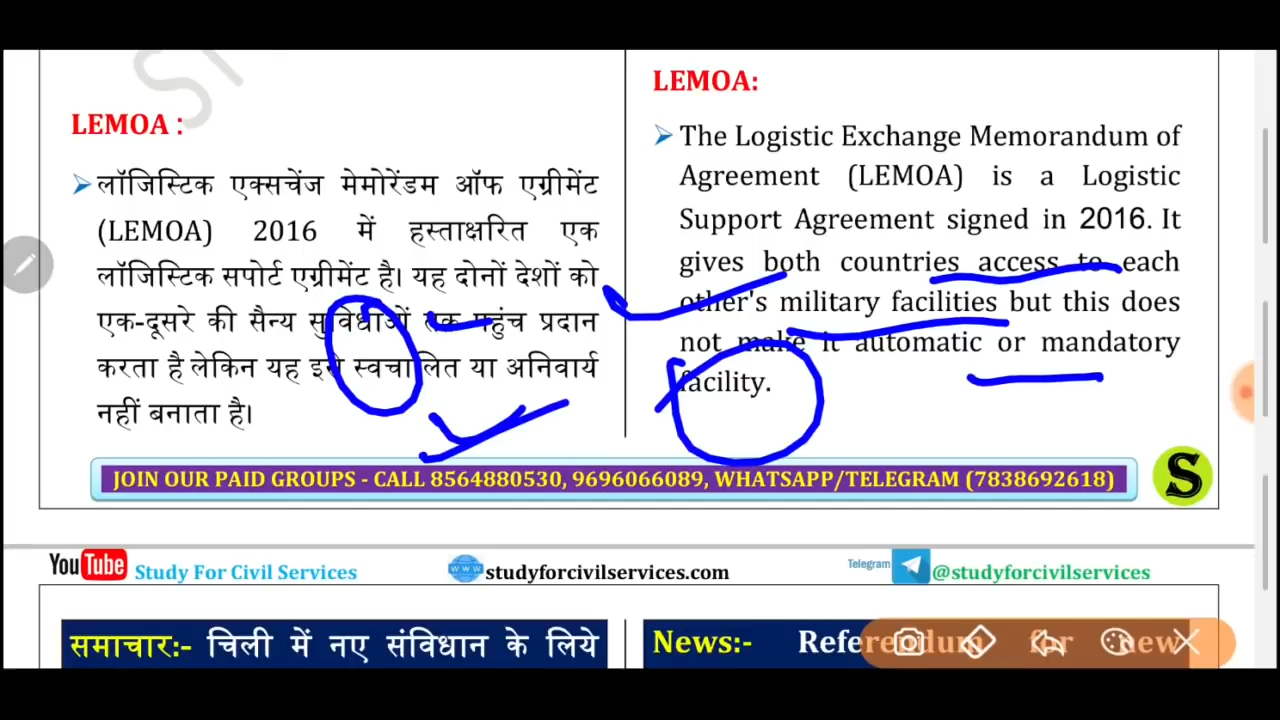 LEMOA :
लॉजिस्टिक एक्सचेंज मेमोरेंडम ऑफ एग्रीमेंट
(LEMOA) 2016 में हस्ताक्षरित एक
लॉजिस्टिक सपोर्ट एग्रीमेंट है। यह दोनों देशों को
एक-दूसरे की सैन्य सुविधाओं तक पहुंच प्रदान
करता है लेकिन यह इसे स्वचालित या अनिवार्य
नहीं बनाता है।
LEMOA:
The Logistic Exchange Memorandum of
Agreement (LEMOA) is a Logistic
Support Agreement signed in 2016. It
gives both countries access to each
other's military facilities but this does
not make it automatic or mandatory
facility.
JOIN OUR PAID GROUPS - CALL 8564880530, 9696066089, WHATSAPP/TELEGRAM (7838692618)
S
YouTube Study For Civil Services
www studyforcivilservices.com
Telegram @studyforcivilservices
समाचार:- चिली में नए संविधान के लिये
News:- Referendum for new